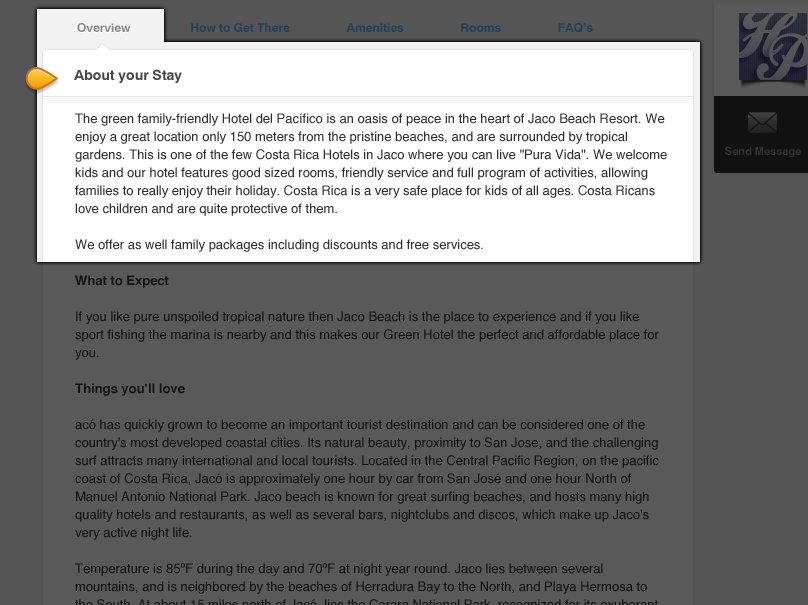 Overview
How to Get There
Amenities
Rooms
FAQ's
HP
Send Message
About your Stay
The green family-friendly Hotel del Pacífico is an oasis of peace in the heart of Jaco Beach Resort. We
enjoy a great location only 150 meters from the pristine beaches, and are surrounded by tropical
gardens. This is one of the few Costa Rica Hotels in Jaco where you can live "Pura Vida". We welcome
kids and our hotel features good sized rooms, friendly service and full program of activities, allowing
families to really enjoy their holiday. Costa Rica is a very safe place for kids of all ages. Costa Ricans
love children and are quite protective of them.
We offer as well family packages including discounts and free services.
What to Expect
If you like pure unspoiled tropical nature then Jaco Beach is the place to experience and if you like
sport fishing the marina is nearby and this makes our Green Hotel the perfect and affordable place for
you.
Things you'll love
acó has quickly grown to become an important tourist destination and can be considered one of the
country's most developed coastal cities. Its natural beauty, proximity to San Jose, and the challenging
surf attracts many international and local tourists. Located in the Central Pacific Region, on the pacific
coast of Costa Rica, Jacó is approximately one hour by car from San José and one hour North of
Manuel Antonio National Park. Jaco beach is known for great surfing beaches, and hosts many high
quality hotels and restaurants, as well as several bars, nightclubs and discos, which make up Jaco's
very active night life.
Temperature is 85ºF during the day and 70ºF at night year round. Jaco lies between several
mountains, and is neighbored by the beaches of Herradura Bay to the North, and Playa Hermosa to
the South. At about 15 miles north of Jacó, lies the Carara National Park, recognized for its exuberant